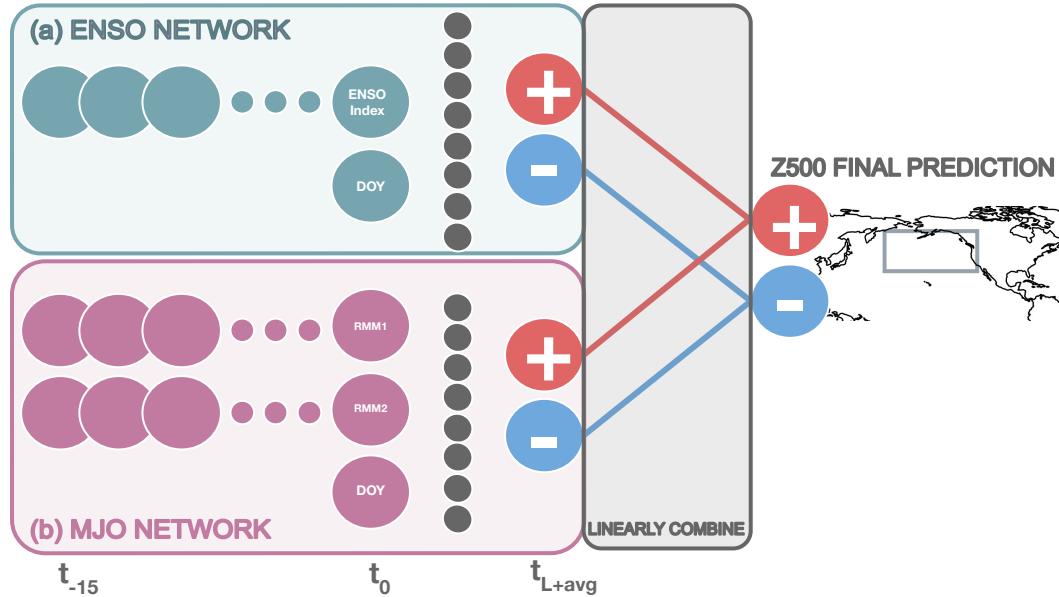 (a) ENSO NETWORK
ENSO
Index
DOY
+
-
Z500 FINAL PREDICTION
+
-
RMM1
RMM2
DOY
+
-
(b) MJO NETWORK
LINEARLY COMBINE
t-15
t0
tL+avg